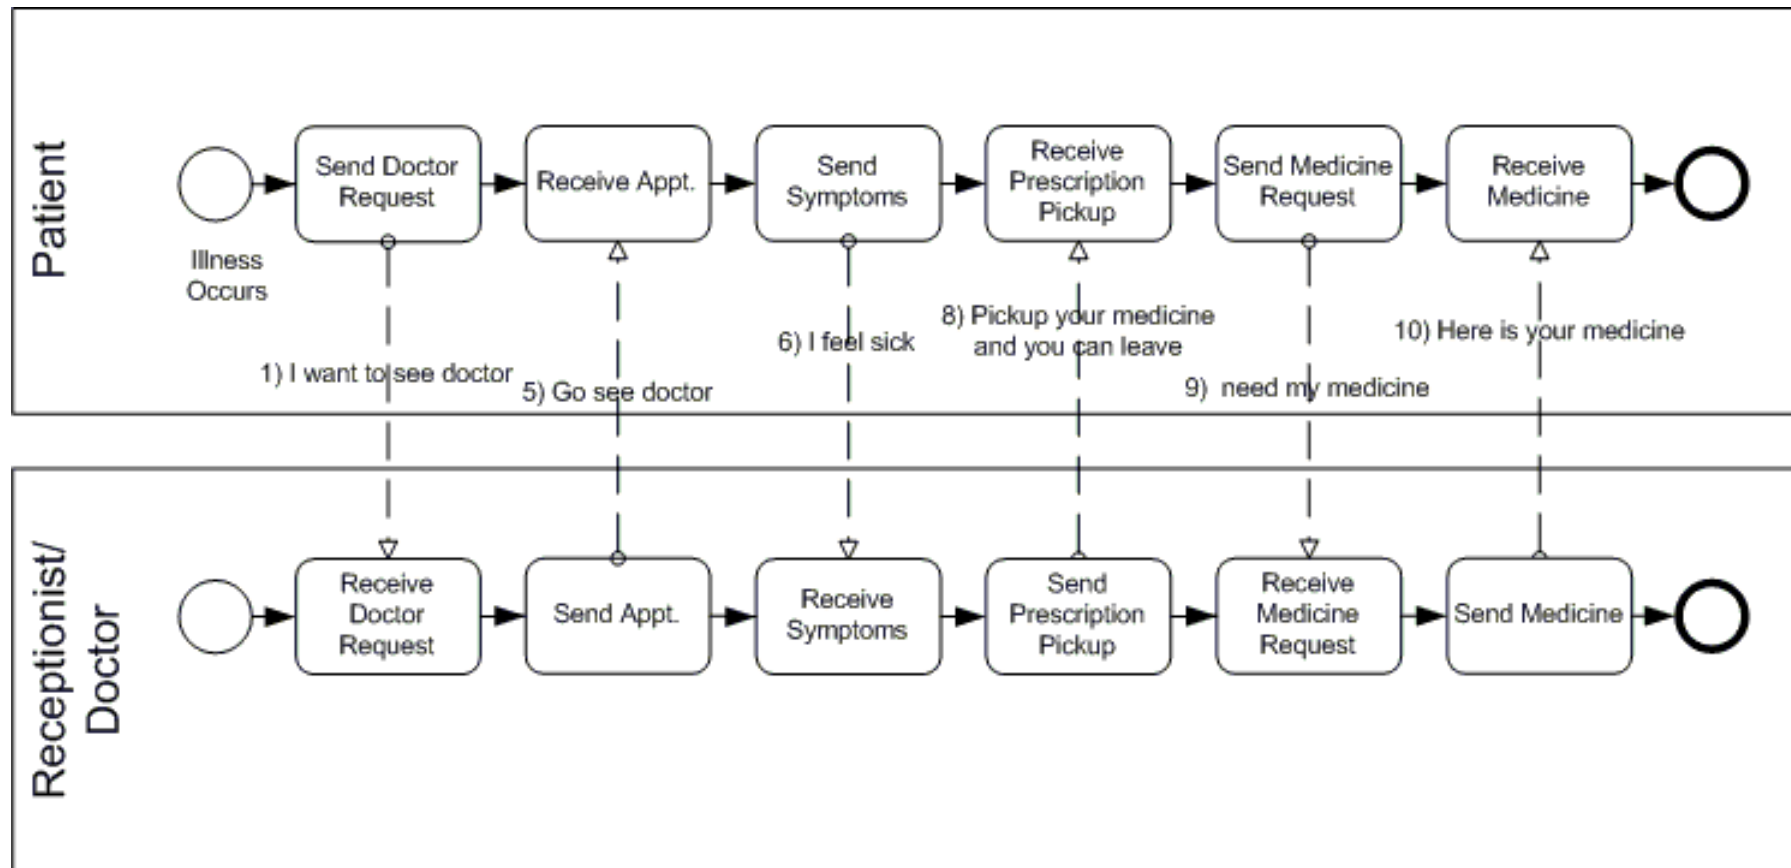 Patient
Send Doctor
Request
Receive Appt.
Send
Symptoms
Receive
Prescription
Pickup
Send Medicine
Request
Receive
Medicine
Illness
Occurs
1) I want to see doctor
5) Go see doctor
6) I feel sick
8) Pickup your medicine
and you can leave
9)  need my medicine
10) Here is your medicine
Receptionist/
Doctor
Receive
Doctor
Request
Send Appt.
Receive
Symptoms
Send
Prescription
Pickup
Receive
Medicine
Request
Send Medicine